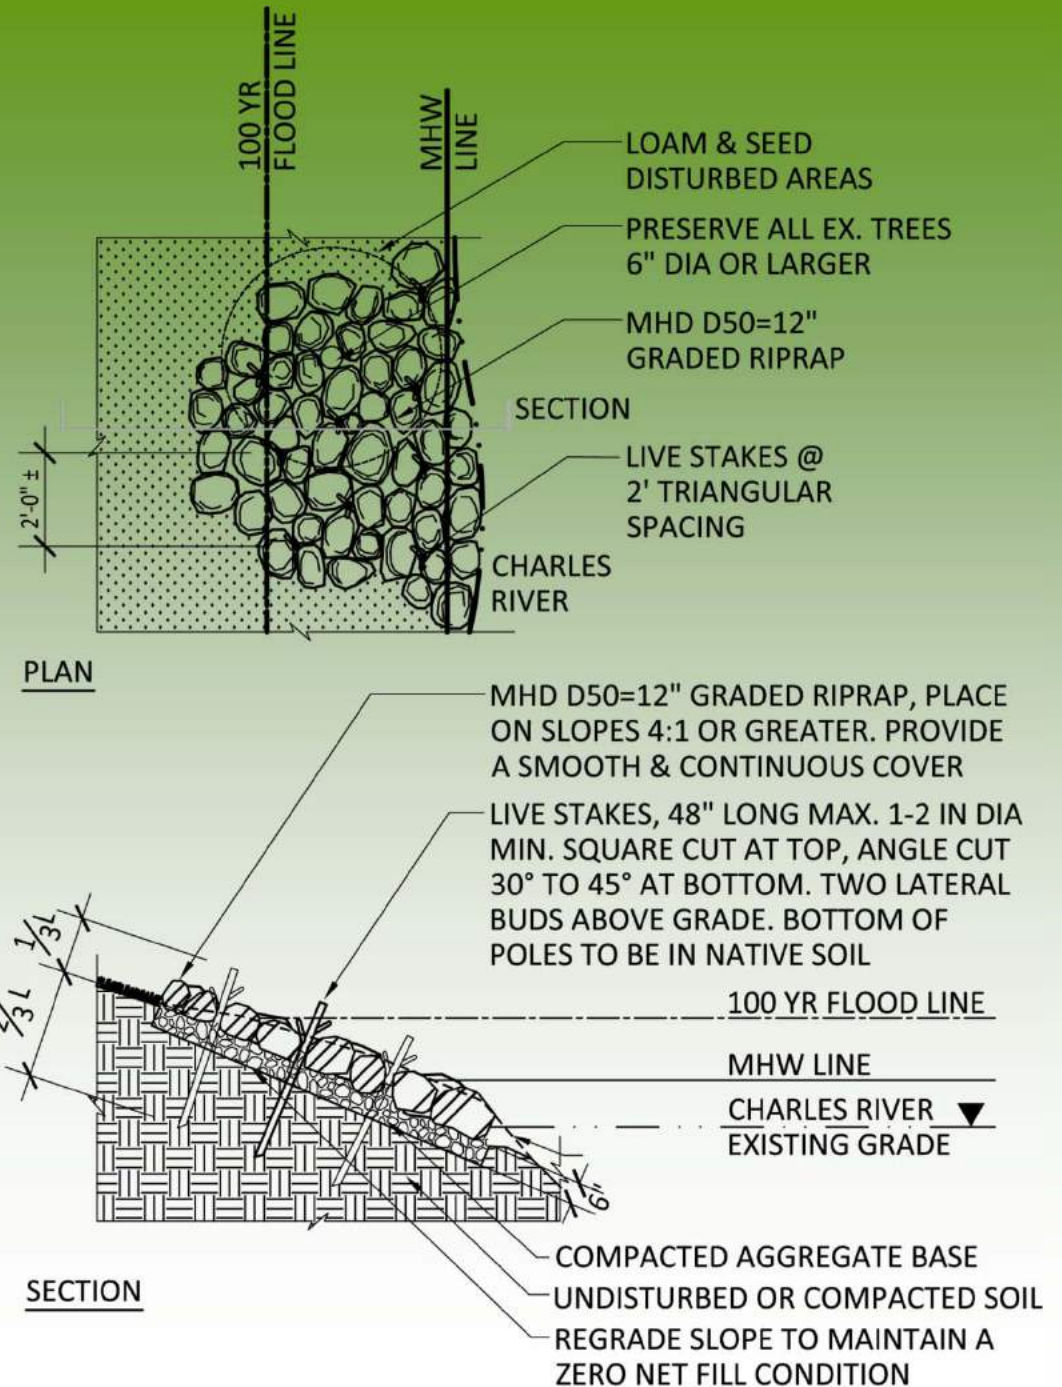 100 YR
FLOOD LINE
MHW
LINE
LOAM & SEED
DISTURBED AREAS
PRESERVE ALL EX. TREES
6" DIA OR LARGER
MHD D50=12"
GRADED RIPRAP
SECTION
LIVE STAKES @
2' TRIANGULAR
SPACING
2'-0" ±
CHARLES
RIVER
PLAN
MHD D50=12" GRADED RIPRAP, PLACE
ON SLOPES 4:1 OR GREATER. PROVIDE
A SMOOTH & CONTINUOUS COVER
LIVE STAKES, 48" LONG MAX. 1-2 IN DIA
MIN. SQUARE CUT AT TOP, ANGLE CUT
30° TO 45° AT BOTTOM. TWO LATERAL
BUDS ABOVE GRADE. BOTTOM OF
POLES TO BE IN NATIVE SOIL
1/3L
/3 L
100 YR FLOOD LINE
MHW LINE
CHARLES RIVER
EXISTING GRADE
6"
COMPACTED AGGREGATE BASE
UNDISTURBED OR COMPACTED SOIL
REGRADE SLOPE TO MAINTAIN A
ZERO NET FILL CONDITION
SECTION